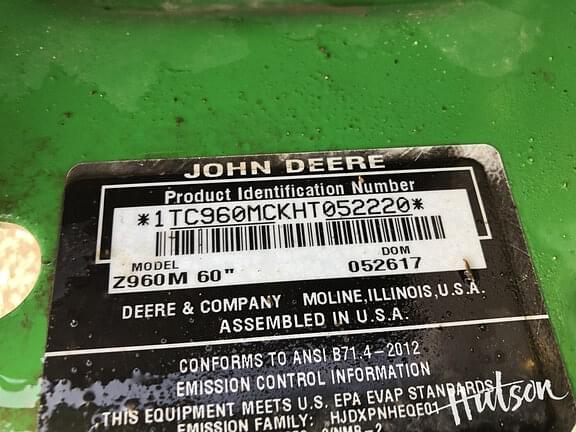 JOHN DEERE
Product Identification Number
*1TC960MCKHT052220*
MODEL DOM
Z960M 60" 052617
DEERE & COMPANY MOLINE, ILLINOIS, U.S.A.
ASSEMBLED IN U.S.A.
CONFORMS TO ANSI B71.4-2012
EMISSION CONTROL INFORMATION
THIS EQUIPMENT MEETS U.S. EPA EVAP STANDARDS
EMISSION FAMILY: HJDXPNHEQE01
Hutson